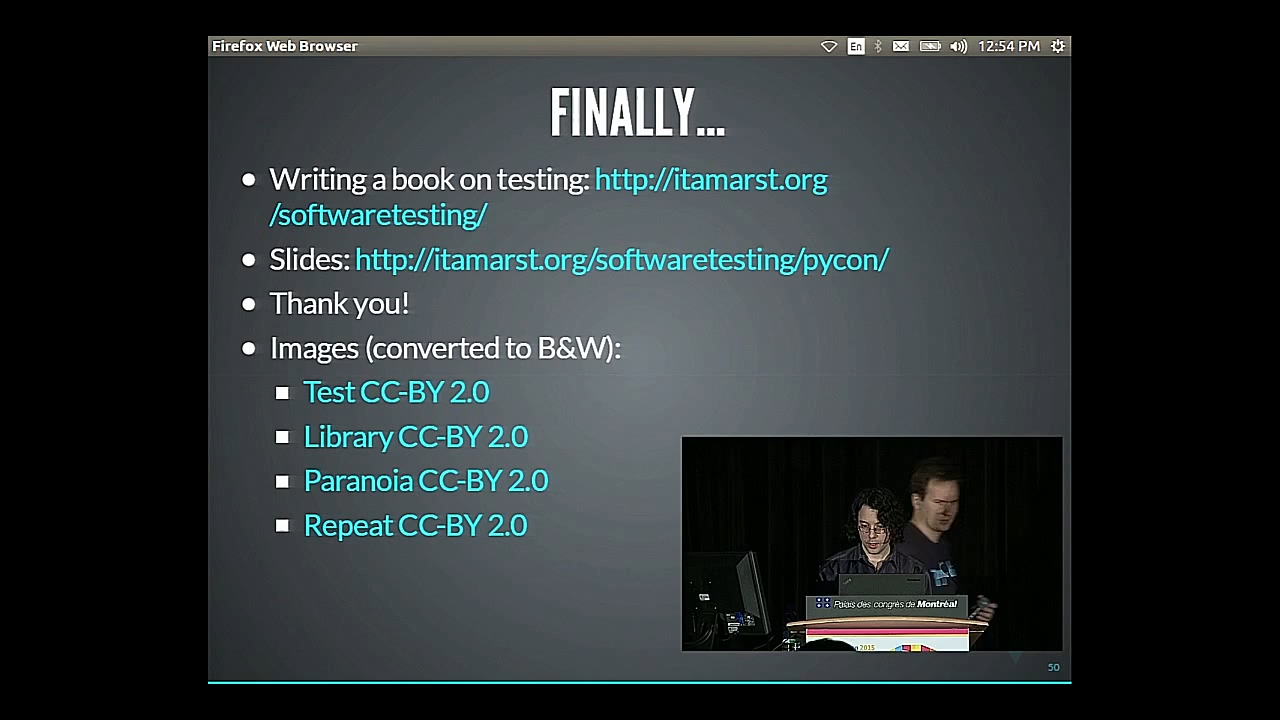 Firefox Web Browser
En
12:54 PM
FINALLY...
Writing a book on testing: http://itamarst.org
/softwaretesting/
Slides: http://itamarst.org/softwaretesting/pycon/
Thank you!
Images (converted to B&W):
Test CC-BY 2.0
Library CC-BY 2.0
Paranoia CC-BY 2.0
Repeat CC-BY 2.0
Palais des congrès de Montréal
2015
50